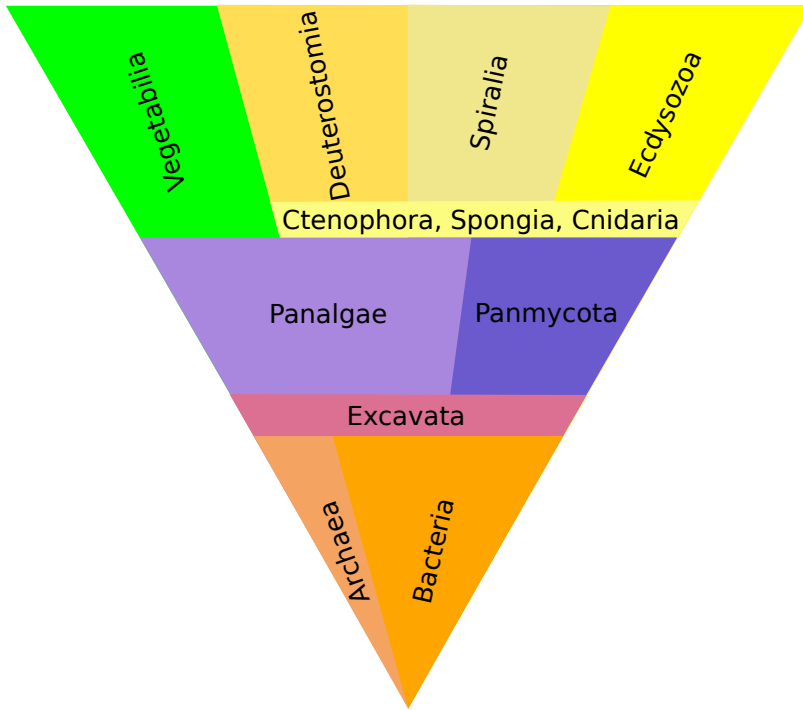 Vegetabilia
Deuterostomia
Spiralia
Ecdysozoa
Ctenophora, Spongia, Cnidaria
Panalgae
Panmycota
Excavata
Archaea
Bacteria